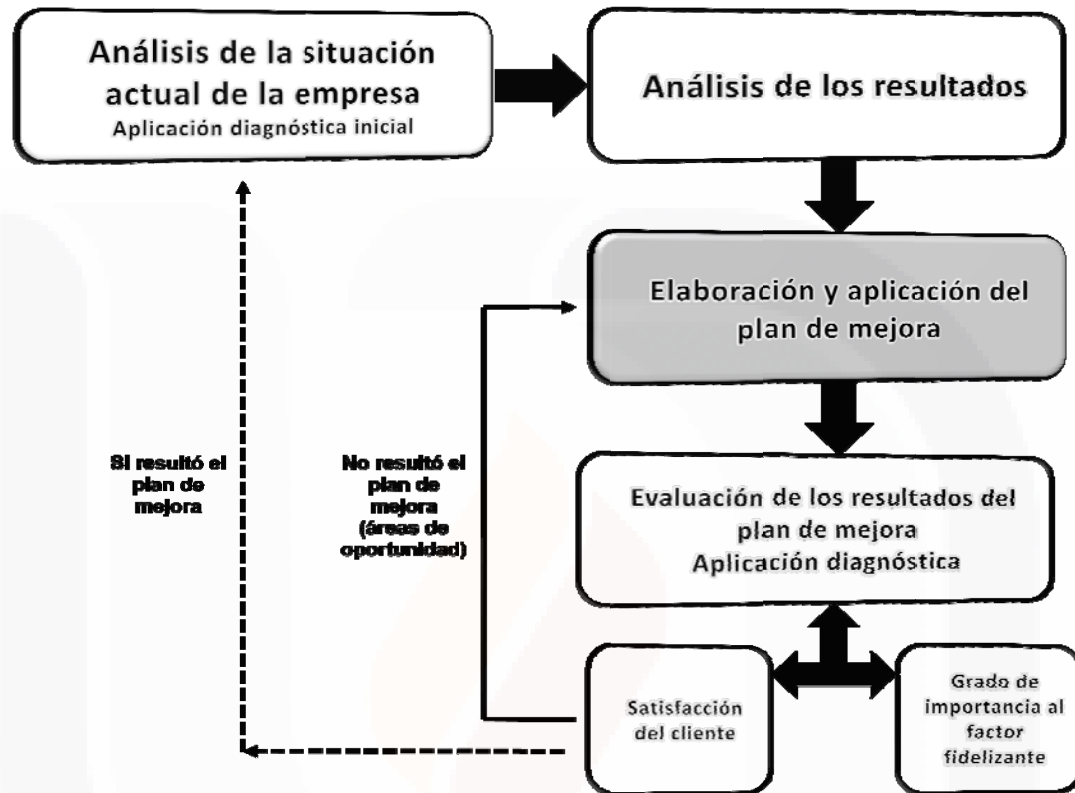 Análisis de la situación
actual de la empresa
Aplicación diagnóstica inicial
Análisis de los resultados
Elaboración y aplicación del
plan de mejora
Si resultó el
plan de
mejora
No resultó el
plan de
mejora
(áreas de
oportunidad)
Evaluación de los resultados del
plan de mejora
Aplicación diagnóstica
Satisfacción
del cliente
Grado de
importancia al
factor
fidelizante